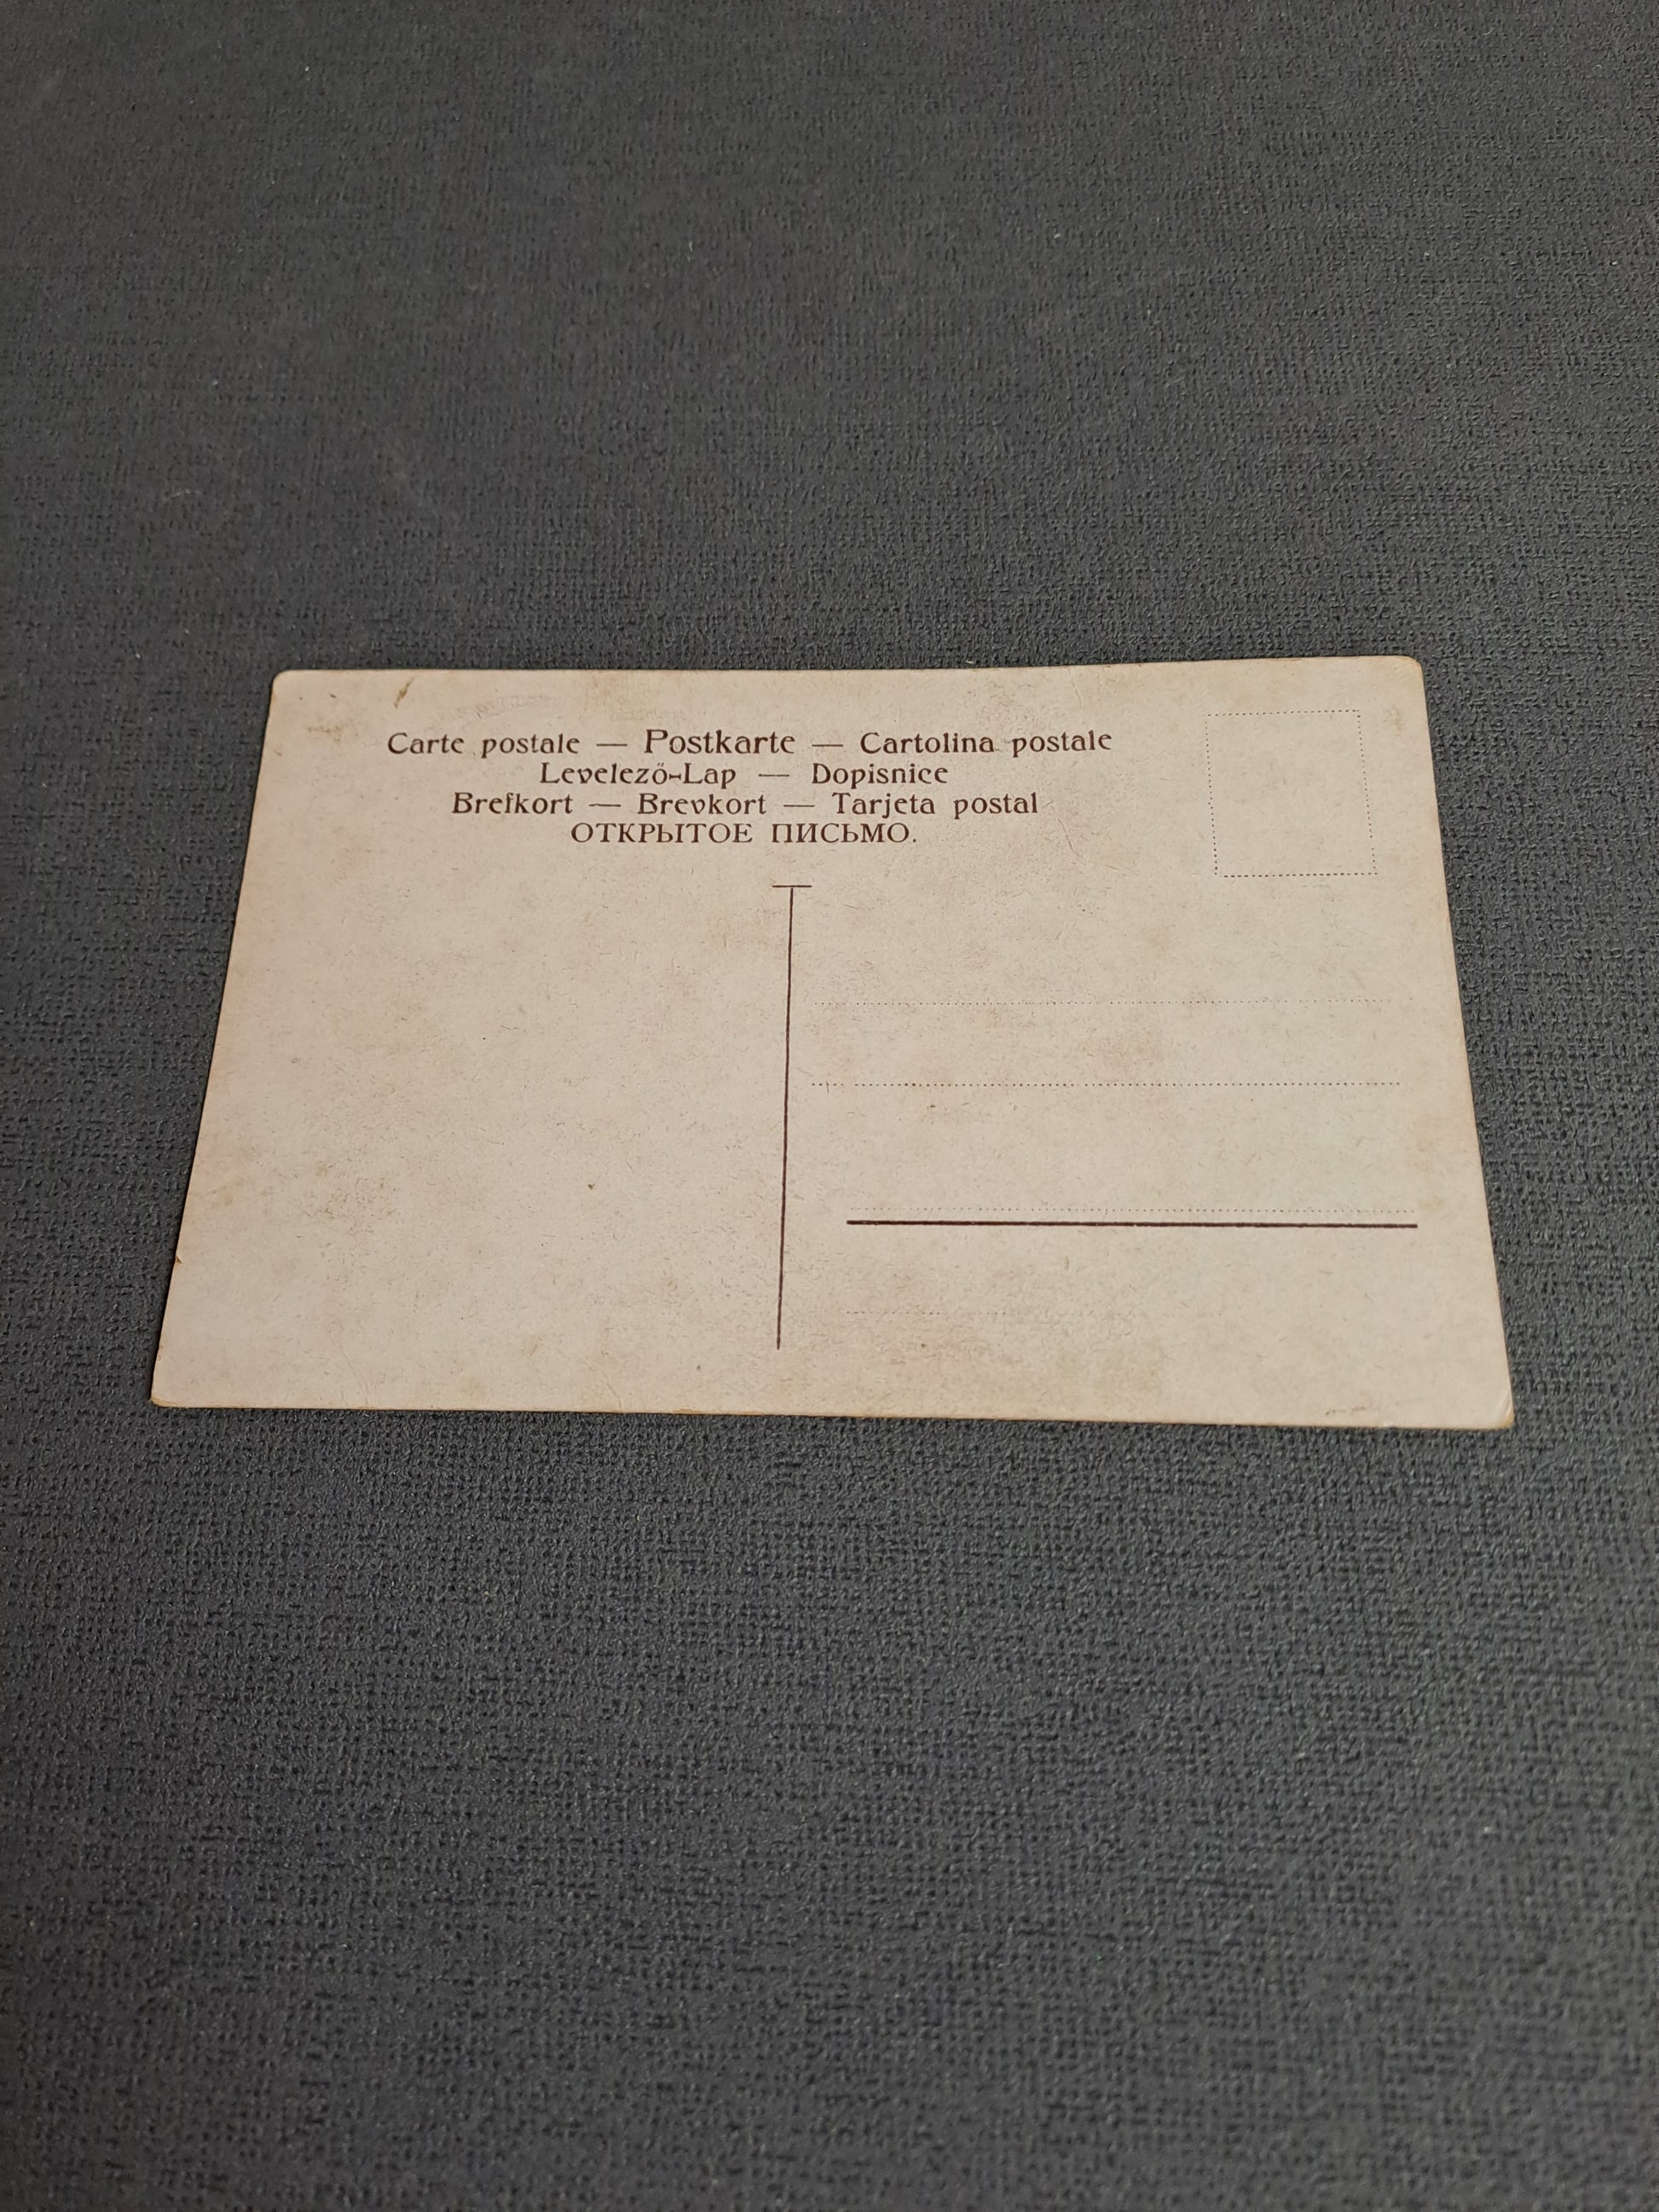 Carte postale — Postkarte — Cartolina postale
Levelező-Lap — Dopisnice
Brefkort — Brevkort — Tarjeta postal
ОТКРЫТОЕ ПИСЬМО.